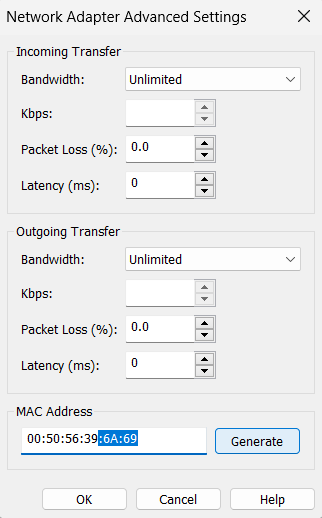 Network Adapter Advanced Settings
Incoming Transfer
Bandwidth: Unlimited
Kbps:
Packet Loss (%): 0.0
Latency (ms): 0
Outgoing Transfer
Bandwidth: Unlimited
Kbps:
Packet Loss (%): 0.0
Latency (ms): 0
MAC Address
00:50:56:39:6A:69 Generate
OK Cancel Help